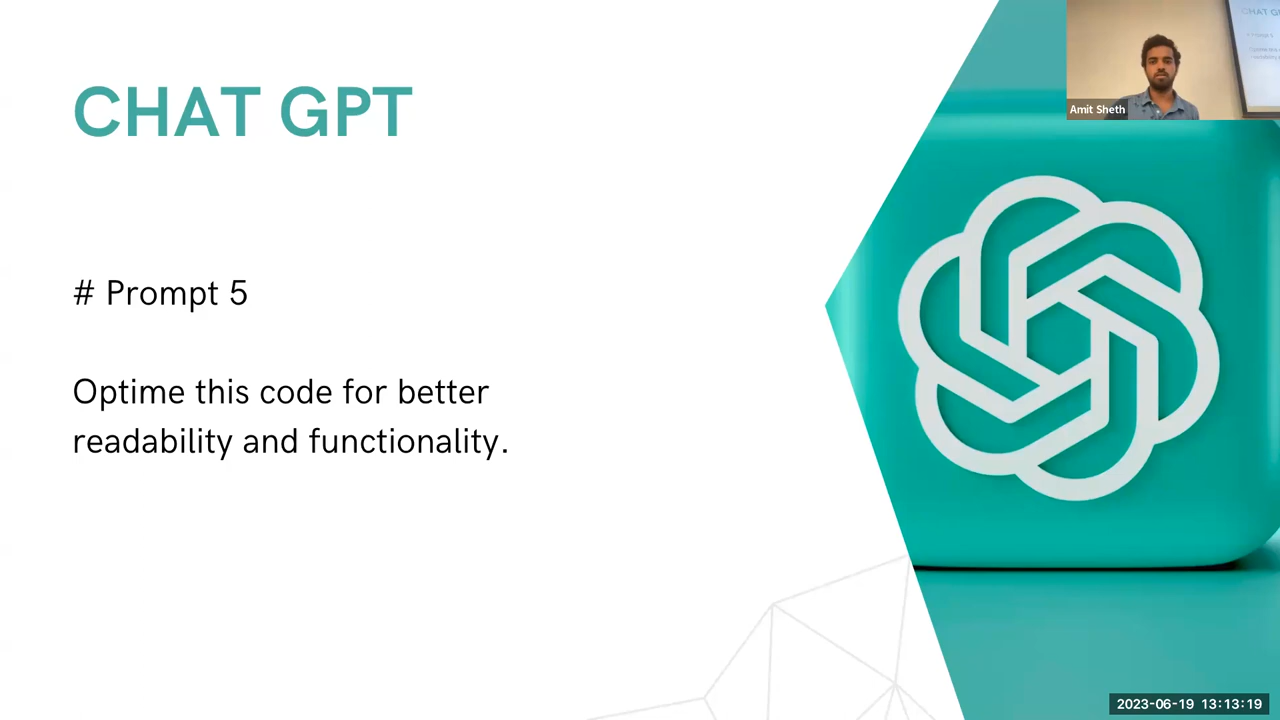 CHAT GPT
# Prompt 5
Optime this code for better
readability and functionality.
Amit Sheth
2023-06-19 13:13:19